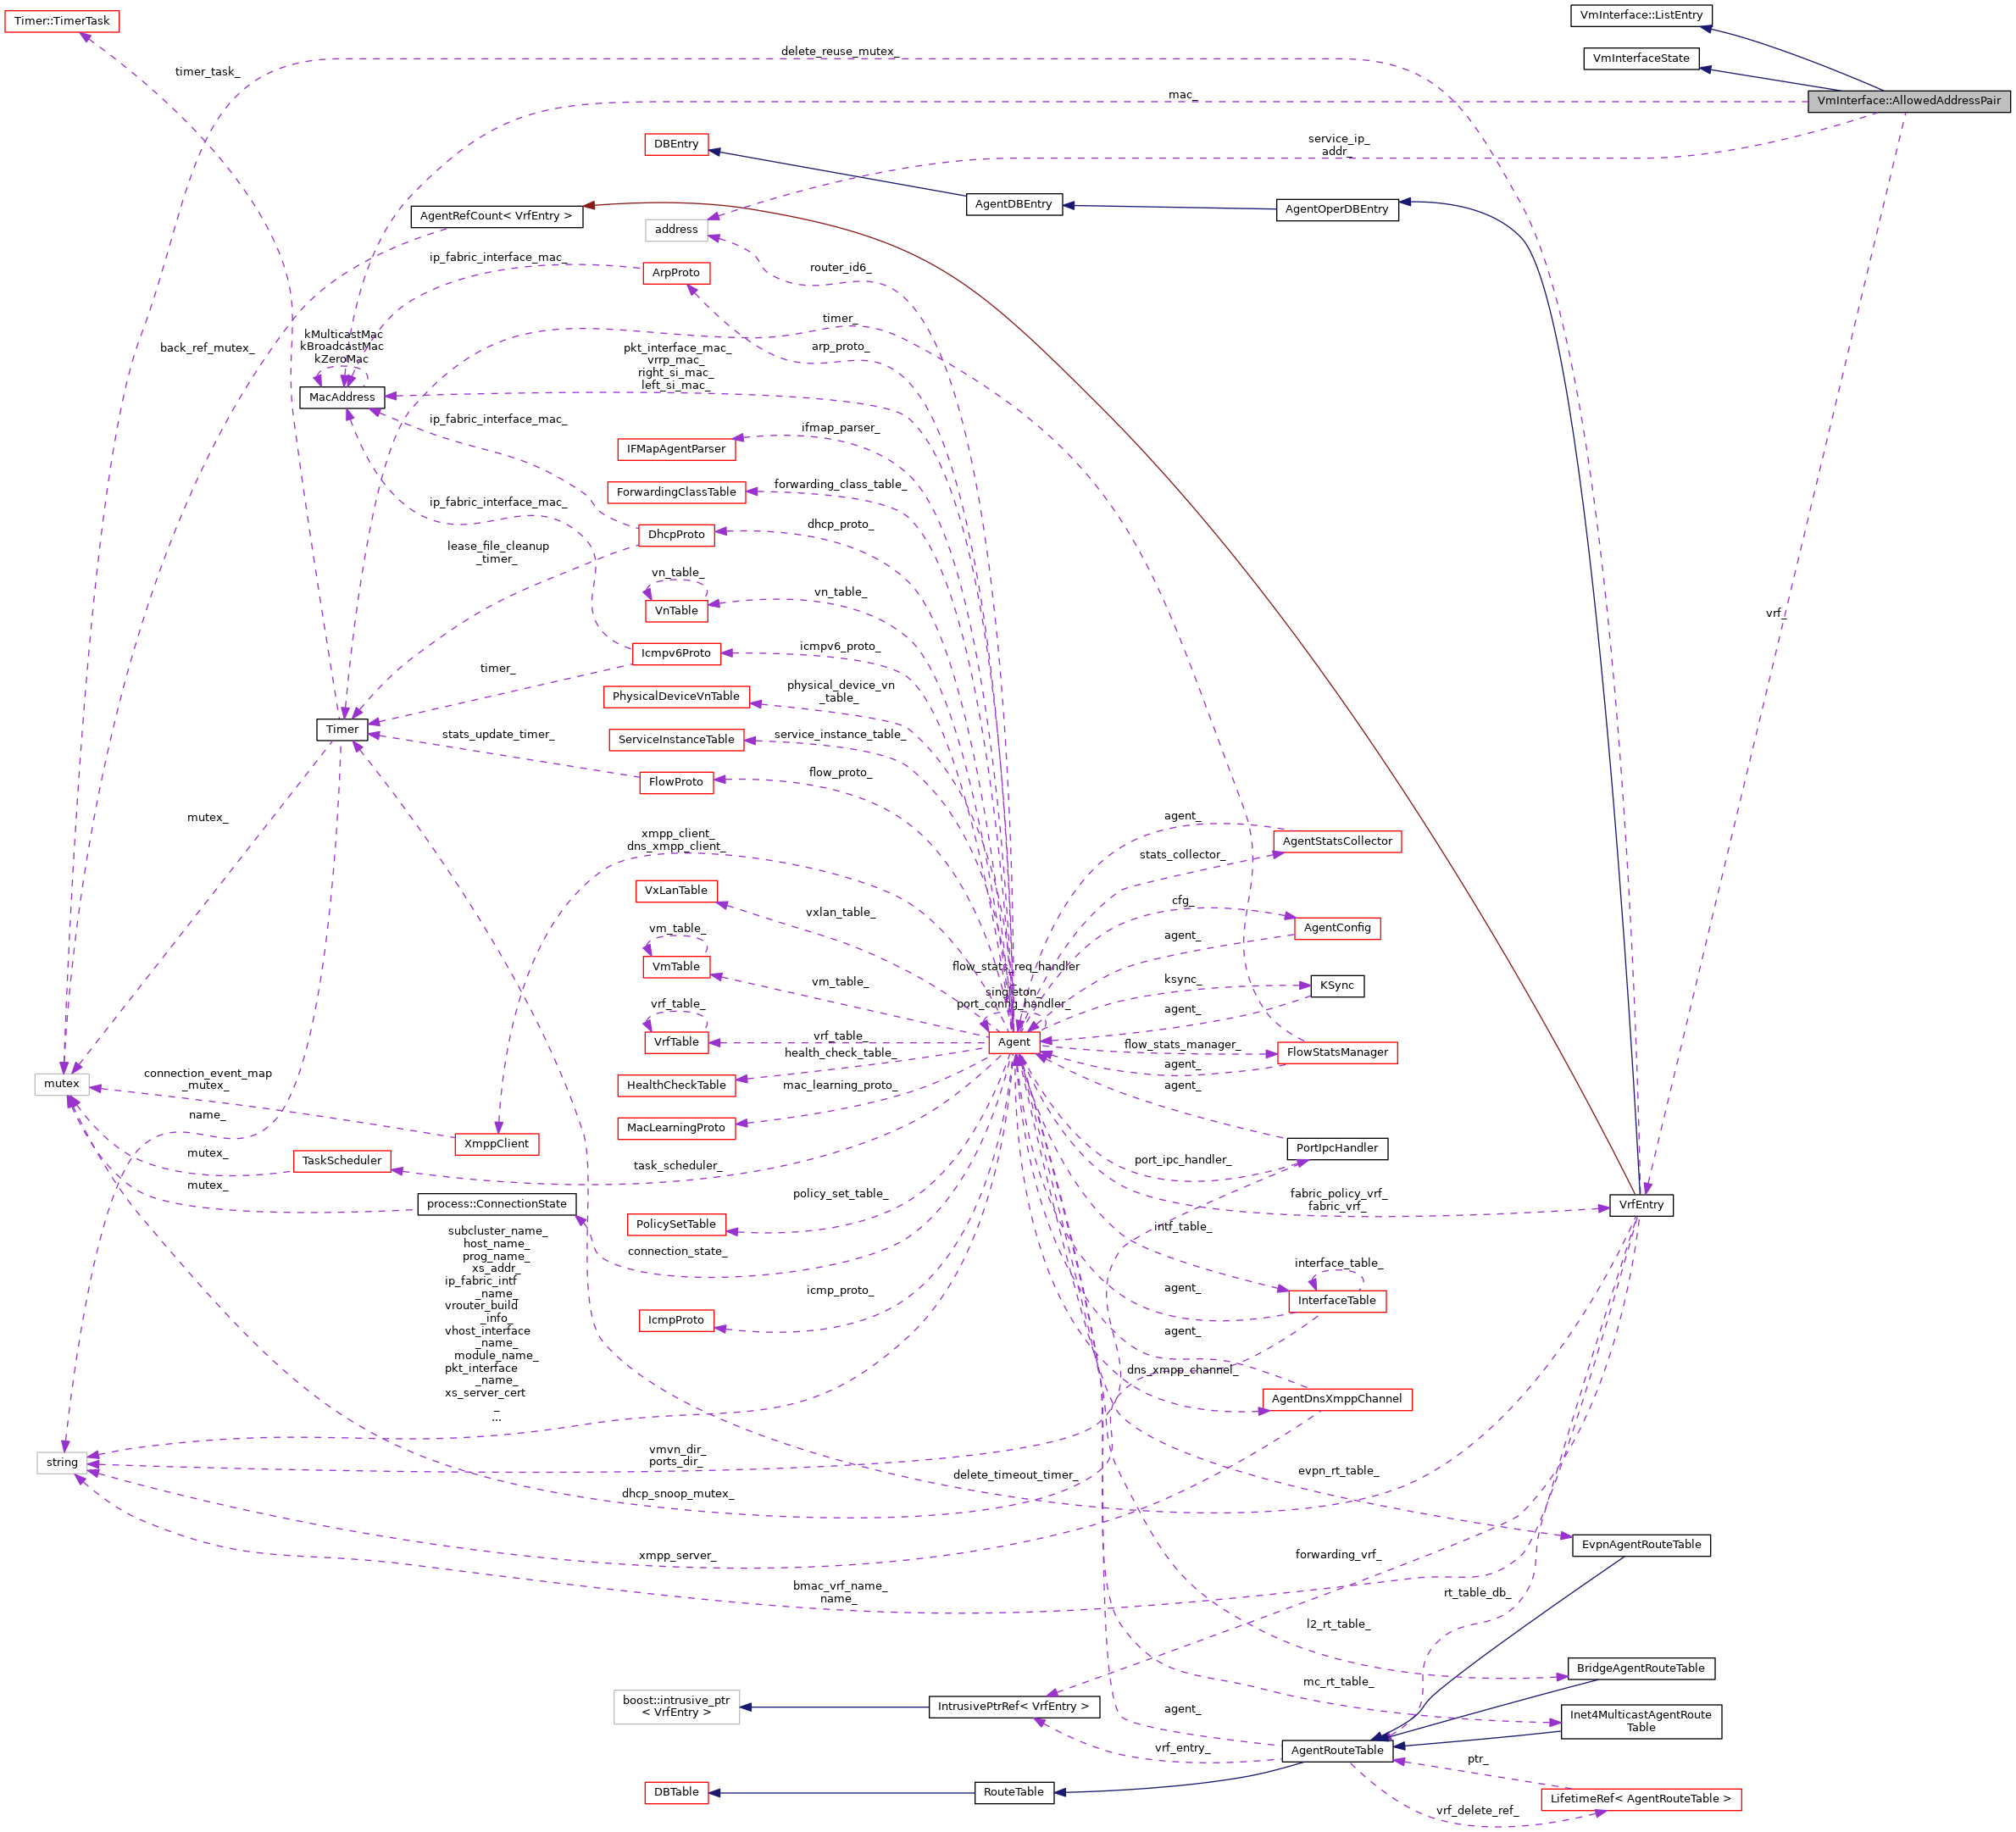 VmInterface::ListEntry
Timer::TimerTask
delete_reuse_mutex_
VmInterfaceState
timer_task_
mac_
VmInterface::AllowedAddressPair
service_ip_
addr_
DBEntry
AgentDBEntry
AgentOperDBEntry
AgentRefCount< VrfEntry >
address
ip_fabric_interface_mac_
ArpProto
router_id6_
timer_
kMulticastMac
kBroadcastMac
kZeroMac
back_ref_mutex_
pkt_interface_mac_
vrrp_mac_
right_si_mac_
left_si_mac_
arp_proto_
MacAddress
ip_fabric_interface_mac_
IFMapAgentParser
ifmap_parser_
ForwardingClassTable
forwarding_class_table_
ip_fabric_interface_mac_
DhcpProto
dhcp_proto_
lease_file_cleanup
_timer_
vn_table_
VnTable
vn_table_
vrf_
Icmpv6Proto
icmpv6_proto_
timer_
PhysicalDeviceVnTable
physical_device_vn
_table_
Timer
stats_update_timer_
ServiceInstanceTable
service_instance_table_
FlowProto
flow_proto_
mutex_
xmpp_client_
dns_xmpp_client_
agent_
AgentStatsCollector
stats_collector_
VxLanTable
vxlan_table_
cfg_
AgentConfig
agent_
vm_table_
VmTable
vm_table_
flow_stats_req_handler
singleton_
port_config_handler_
ksync_
KSync
agent_
vrf_table_
VrfTable
vrf_table_
Agent
flow_stats_manager_
FlowStatsManager
agent_
health_check_table_
HealthCheckTable
mutex
connection_event_map
_mutex_
mac_learning_proto_
agent_
name_
MacLearningProto
XmppClient
PortIpcHandler
mutex_
TaskScheduler
task_scheduler_
port_ipc_handler_
mutex_
process::ConnectionState
policy_set_table_
fabric_policy_vrf_
fabric_vrf_
VrfEntry
PolicySetTable
intf_table_
subcluster_name_
host_name_
prog_name_
xs_addr_
ip_fabric_intf
_name_
vrouter_build
_info_
vhost_interface
_name_
module_name_
pkt_interface
_name_
xs_server_cert
_
...
connection_state_
interface_table_
icmp_proto_
agent_
InterfaceTable
IcmpProto
agent_
dns_xmpp_channel_
AgentDnsXmppChannel
string
vmvn_dir_
ports_dir_
delete_timeout_timer_
evpn_rt_table_
dhcp_snoop_mutex_
EvpnAgentRouteTable
xmpp_server_
forwarding_vrf_
bmac_vrf_name_
name_
rt_table_db_
l2_rt_table_
BridgeAgentRouteTable
mc_rt_table_
boost::intrusive_ptr
< VrfEntry >
IntrusivePtrRef< VrfEntry >
agent_
Inet4MulticastAgentRoute
Table
vrf_entry_
AgentRouteTable
ptr_
DBTable
RouteTable
LifetimeRef< AgentRouteTable >
vrf_delete_ref_